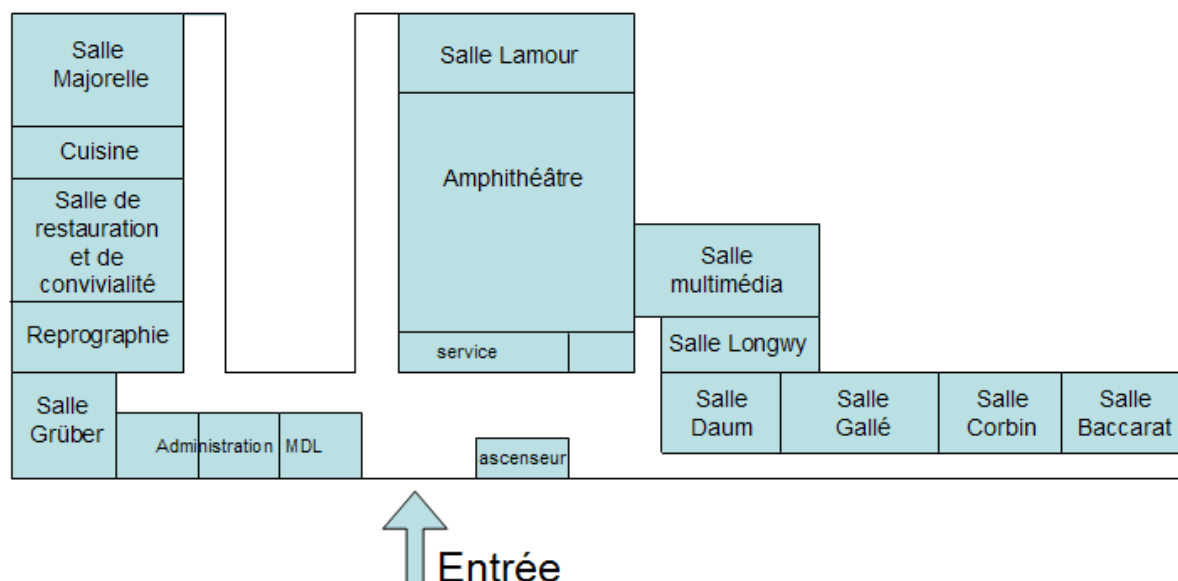 Salle
Majorelle
Cuisine
Salle de
restauration
et de
convivialité
Reprographie
Salle
Grüber
Administration
MDL
Salle Lamour
Amphithéâtre
service
ascenseur
Salle
multimédia
Salle Longwy
Salle
Daum
Salle
Gallé
Salle
Corbin
Salle
Baccarat
Entrée